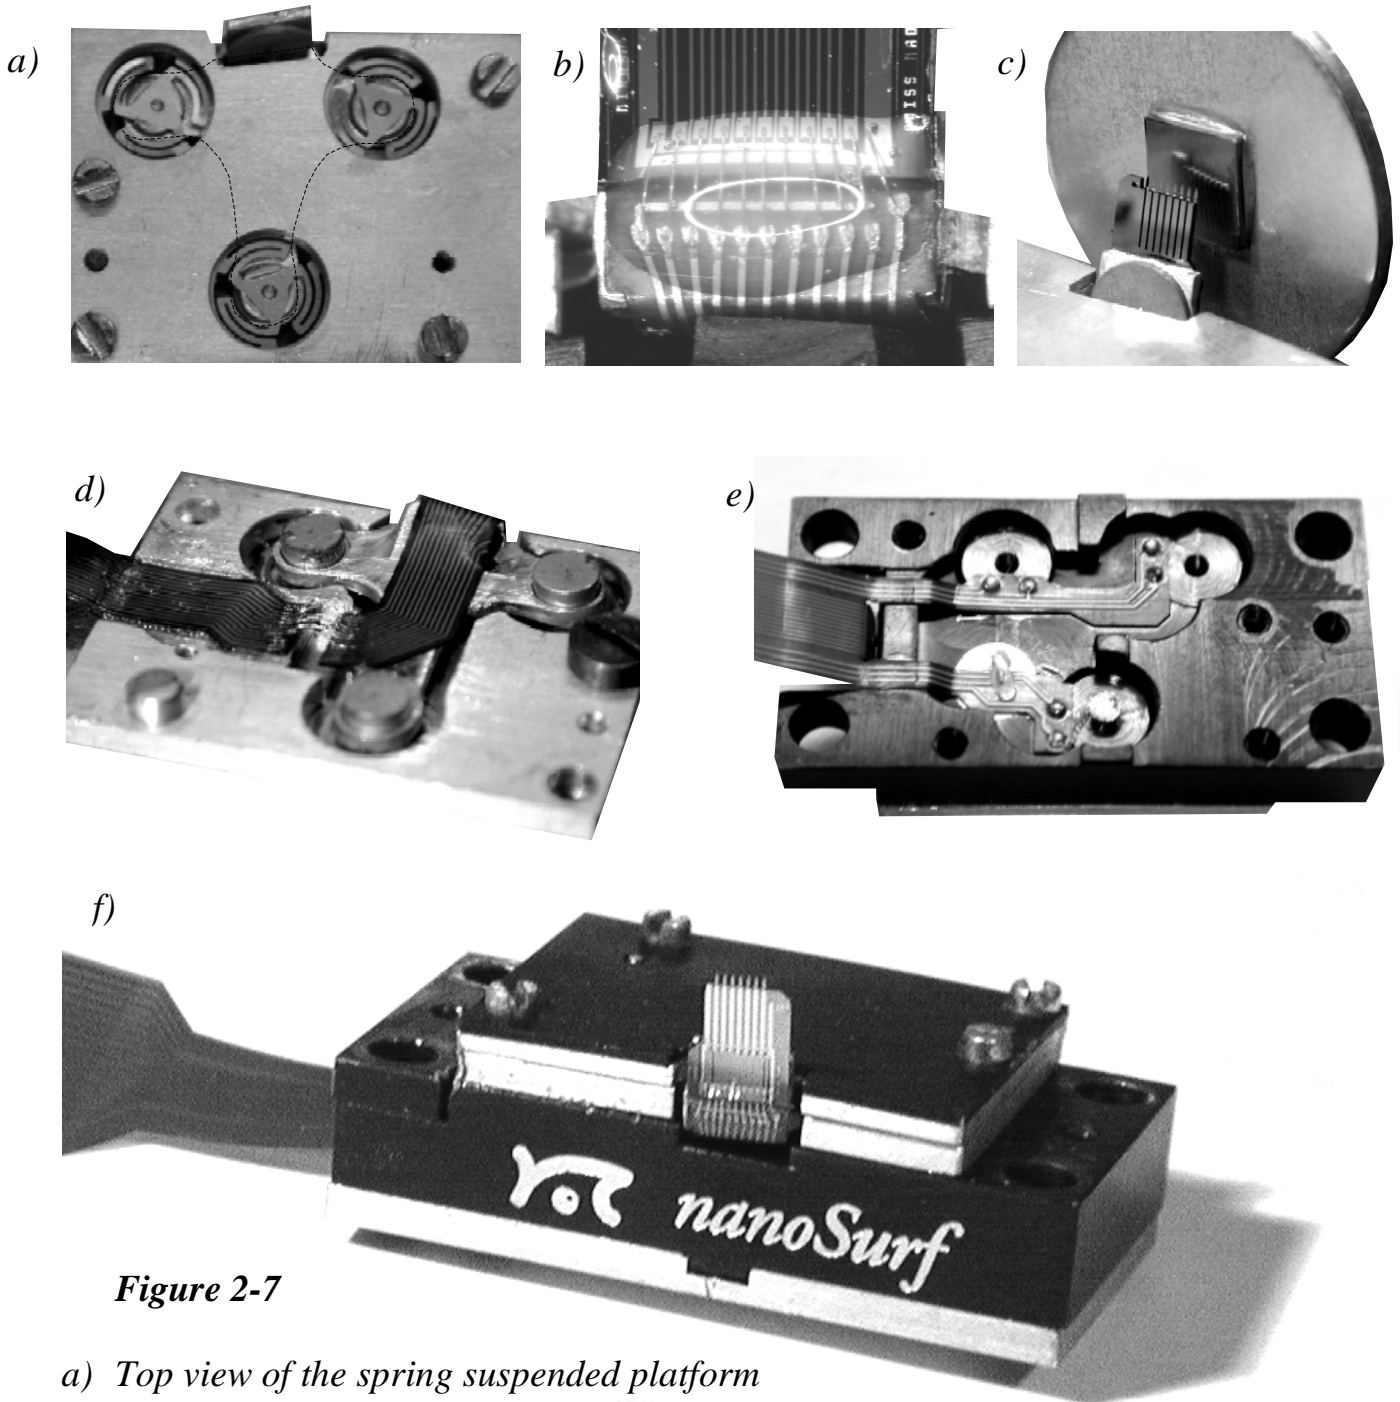 a)
b)
c)
d)
e)
f)
nanoSurf
Figure 2-7
a) Top view of the spring suspended platform